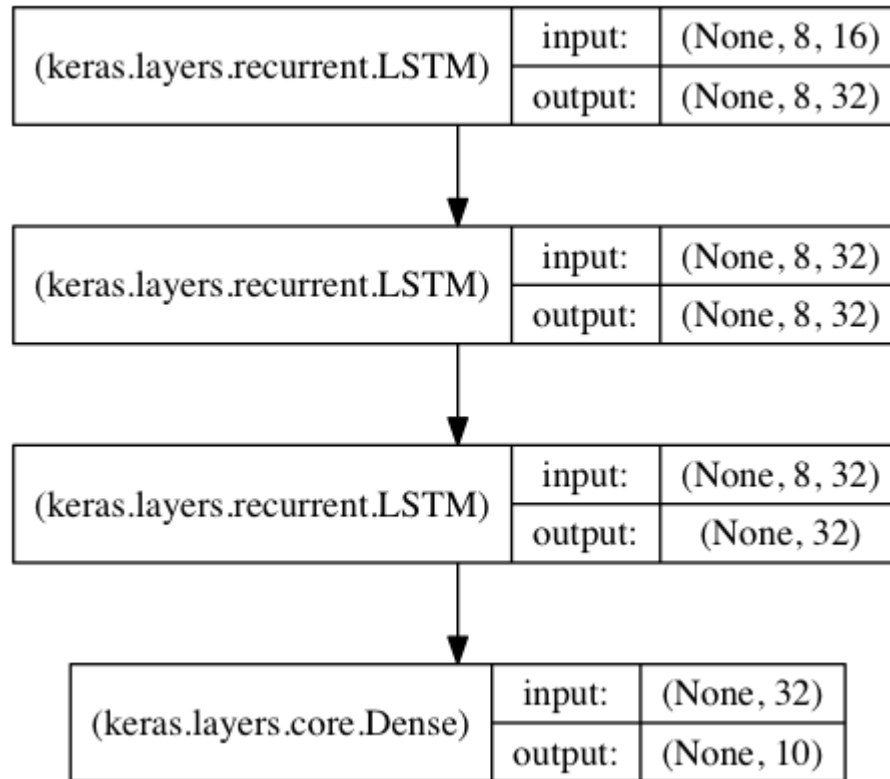 (keras.layers.recurrent.LSTM) input: (None, 8, 16)
output: (None, 8, 32)
(keras.layers.recurrent.LSTM) input: (None, 8, 32)
output: (None, 8, 32)
(keras.layers.recurrent.LSTM) input: (None, 8, 32)
output: (None, 32)
(keras.layers.core.Dense) input: (None, 32)
output: (None, 10)